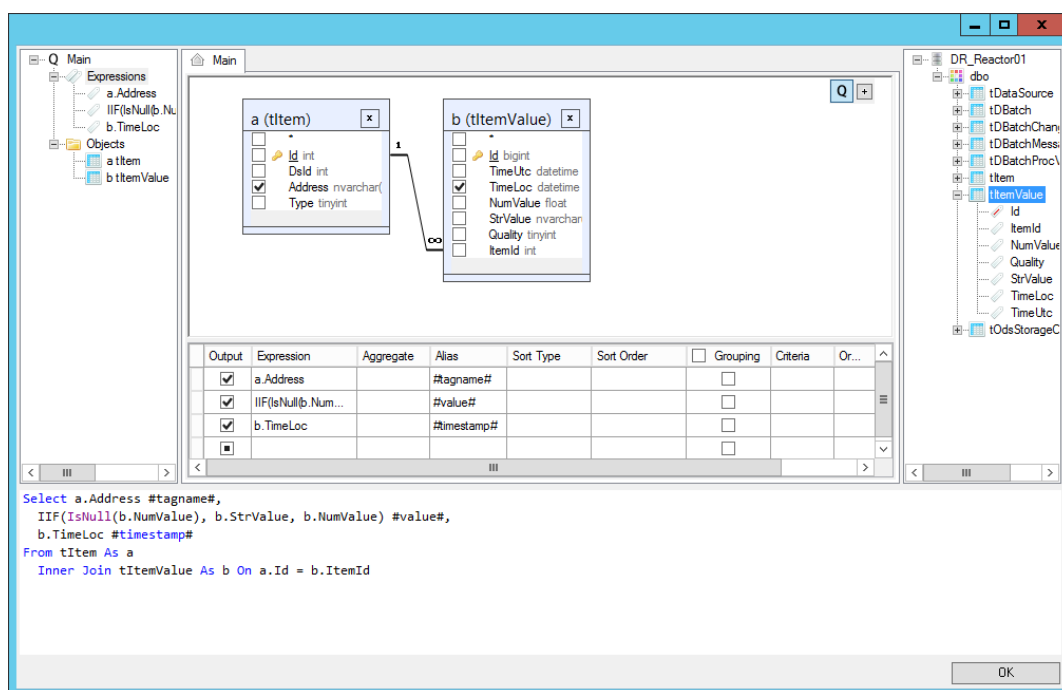 Q Main
Expressions
a.Address
IIF(IsNull(b.Nu
b.TimeLoc
Objects
a tItem
b tItemValue
Main
Q
a (tItem) x
*
Id int
DsId int
Address nvarchar(
Type tinyint
1
∞
b (tItemValue) x
*
Id bigint
TimeUtc datetime
TimeLoc datetime
NumValue float
StrValue nvarchar
Quality tinyint
ItemId int
Output Expression Aggregate Alias Sort Type Sort Order Grouping Criteria Or...
a.Address #tagname#
IIF(IsNull(b.Num... #value#
b.TimeLoc #timestamp#
DR_Reactor01
dbo
tDataSource
tDBatch
tDBatchChan
tDBatchMess
tDBatchProcV
tItem
tItemValue
Id
ItemId
NumValue
Quality
StrValue
TimeLoc
TimeUtc
tOdsStorageC
Select a.Address #tagname#,
IIF(IsNull(b.NumValue), b.StrValue, b.NumValue) #value#,
b.TimeLoc #timestamp#
From tItem As a
Inner Join tItemValue As b On a.Id = b.ItemId
OK